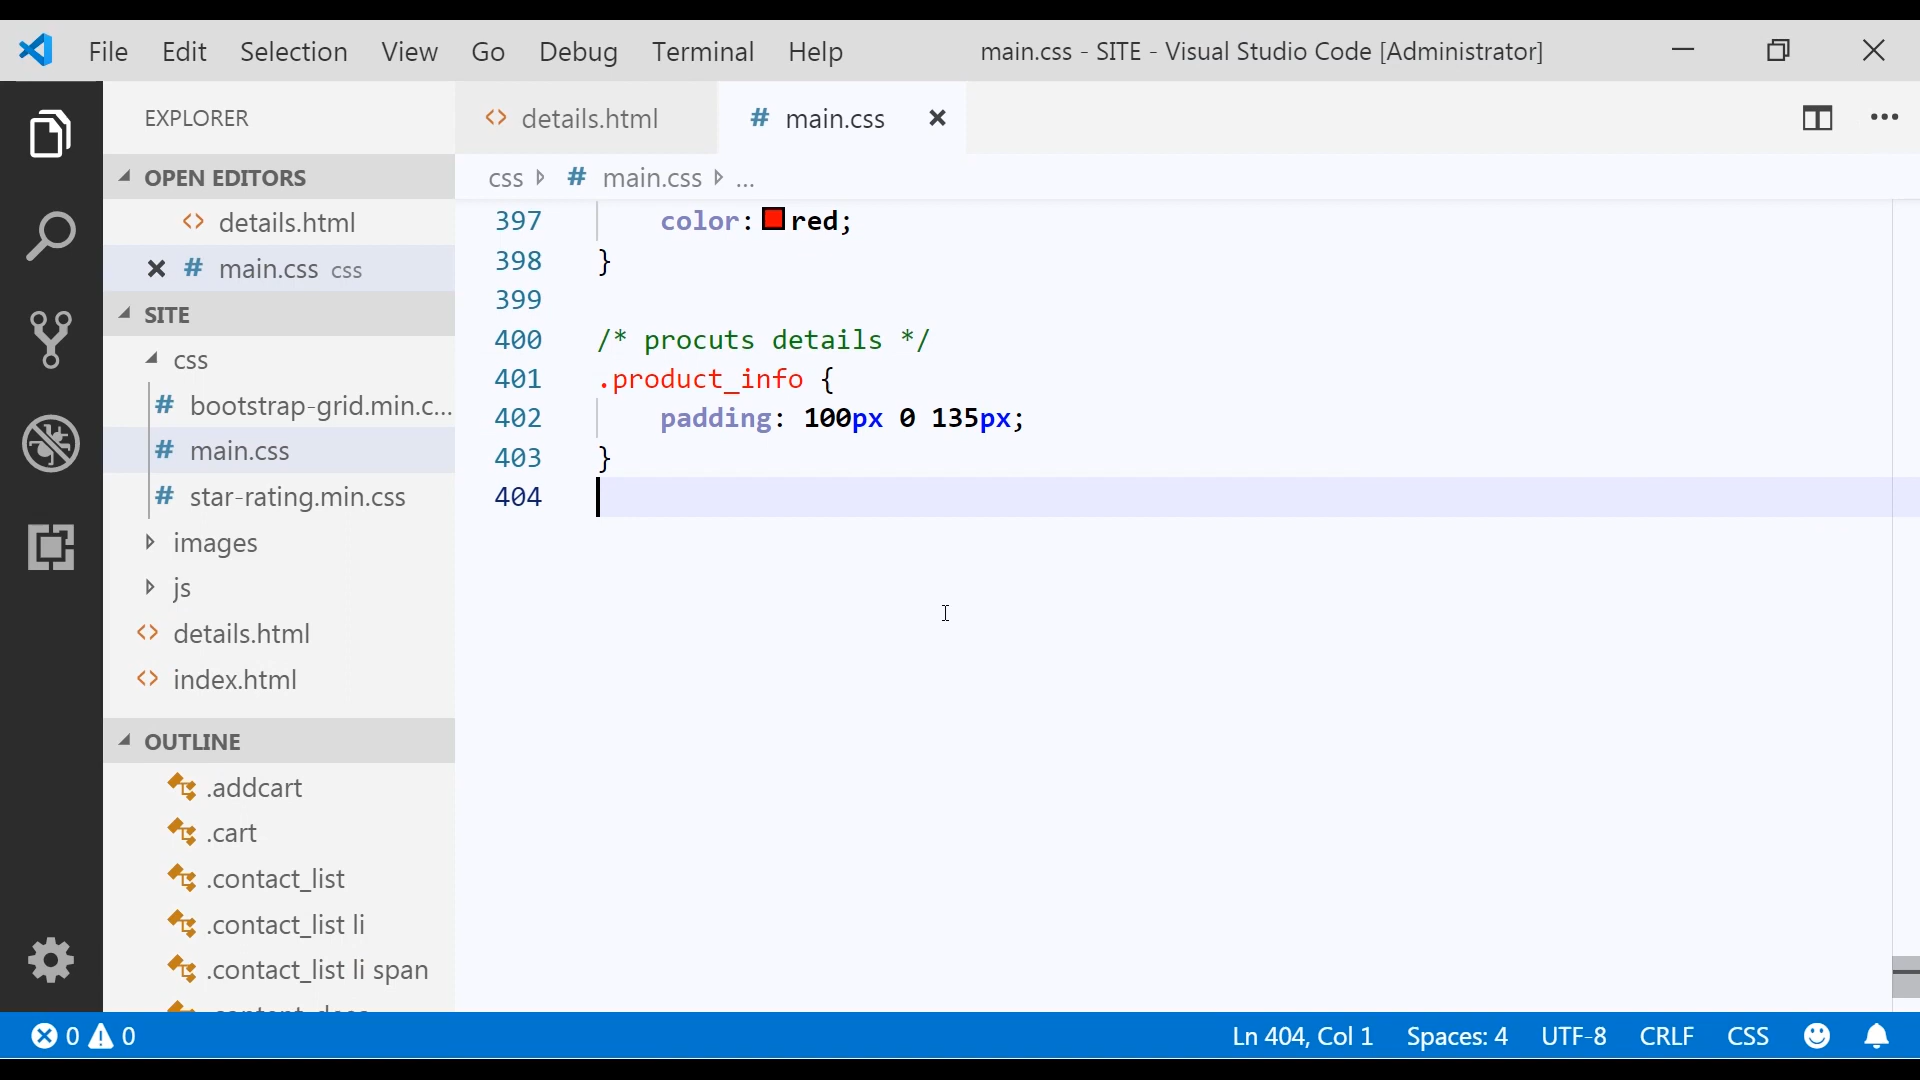 File Edit Selection View Go Debug Terminal Help main.css - SITE - Visual Studio Code [Administrator]
EXPLORER
OPEN EDITORS
<> details.html
# main.css css
SITE
css
# bootstrap-grid.min.c...
# main.css
# star-rating.min.css
images
js
<> details.html
<> index.html
OUTLINE
.addcart
.cart
.contact_list
.contact_list li
.contact_list li span
<> details.html # main.css
css # main.css ...
397 color: red;
398 }
399
400 /* procuts details */
401 .product_info {
402 padding: 100px 0 135px;
403 }
404
0 0 Ln 404, Col 1 Spaces: 4 UTF-8 CRLF CSS